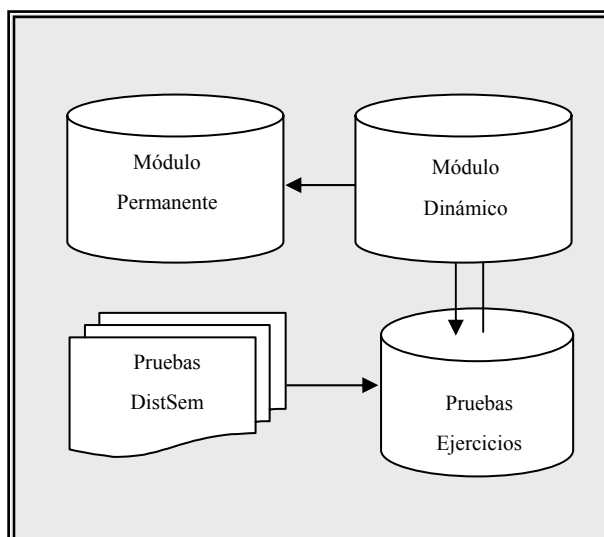 Módulo
Permanente
Módulo
Dinámico
Pruebas
DistSem
Pruebas
Ejercicios